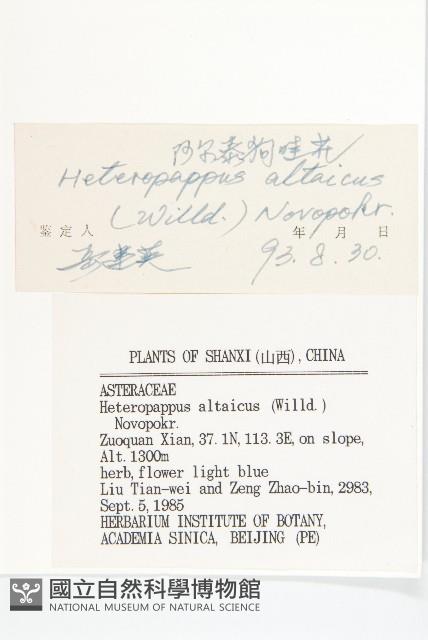 阿尔泰狗哇花
Heteropappus altaicus
(Willd.) Novopokr.
鉴定人 年 月 日
93. 8. 30.
PLANTS OF SHANXI(山西), CHINA
ASTERACEAE
Heteropappus altaicus (Willd.)
Novopokr.
Zuoquan Xian, 37.1N, 113.3E, on slope,
Alt. 1300m
herb, flower light blue
Liu Tian-wei and Zeng Zhao-bin, 2983,
Sept. 5, 1985
HERBARIUM INSTITUTE OF BOTANY,
ACADEMIA SINICA, BEIJING (PE)
國立自然科學博物館
NATIONAL MUSEUM OF NATURAL SCIENCE